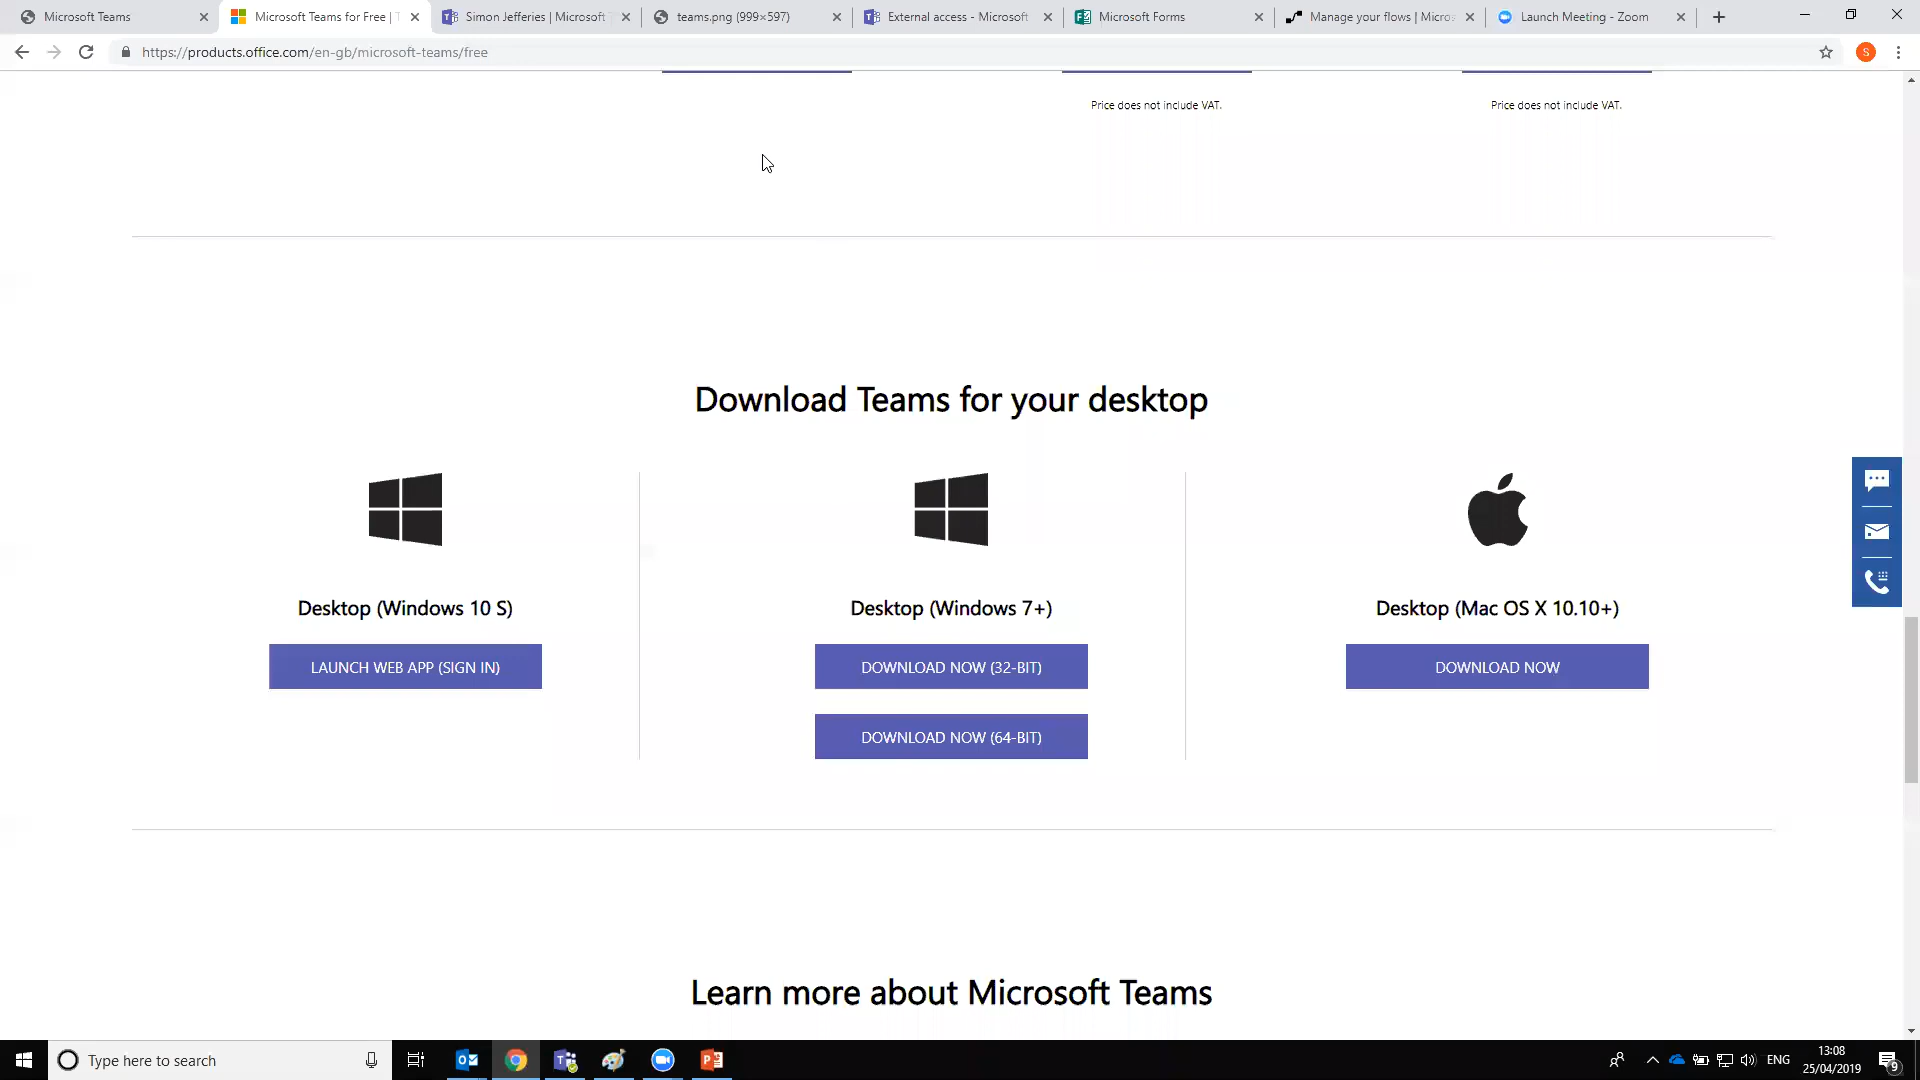 Microsoft Teams
Microsoft Teams for Free | T
Simon Jefferies | Microsoft T
teams.png (999×597)
External access - Microsoft
Microsoft Forms
Manage your flows | Micros
Launch Meeting - Zoom
https://products.office.com/en-gb/microsoft-teams/free
S
Price does not include VAT.
Price does not include VAT.
Download Teams for your desktop
Desktop (Windows 10 S)
Desktop (Windows 7+)
Desktop (Mac OS X 10.10+)
LAUNCH WEB APP (SIGN IN)
DOWNLOAD NOW (32-BIT)
DOWNLOAD NOW
DOWNLOAD NOW (64-BIT)
Learn more about Microsoft Teams
Type here to search
ENG
13:08
25/04/2019
9